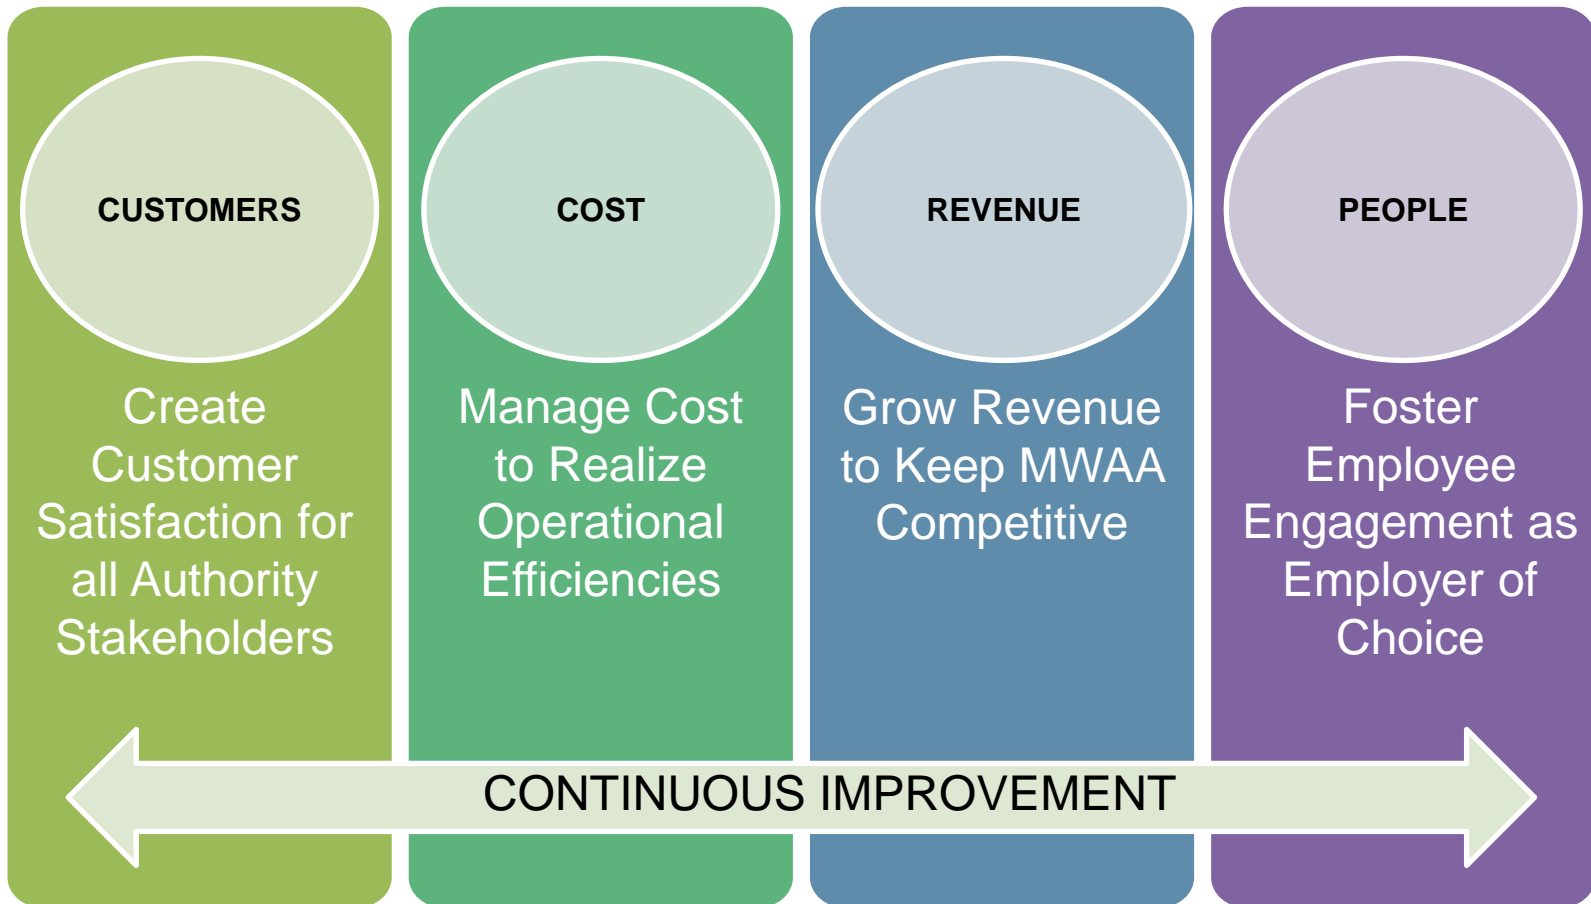 CUSTOMERS
Create
Customer
Satisfaction for
all Authority
Stakeholders
COST
Manage Cost
to Realize
Operational
Efficiencies
REVENUE
Grow Revenue
to Keep MWAA
Competitive
PEOPLE
Foster
Employee
Engagement as
Employer of
Choice
CONTINUOUS IMPROVEMENT